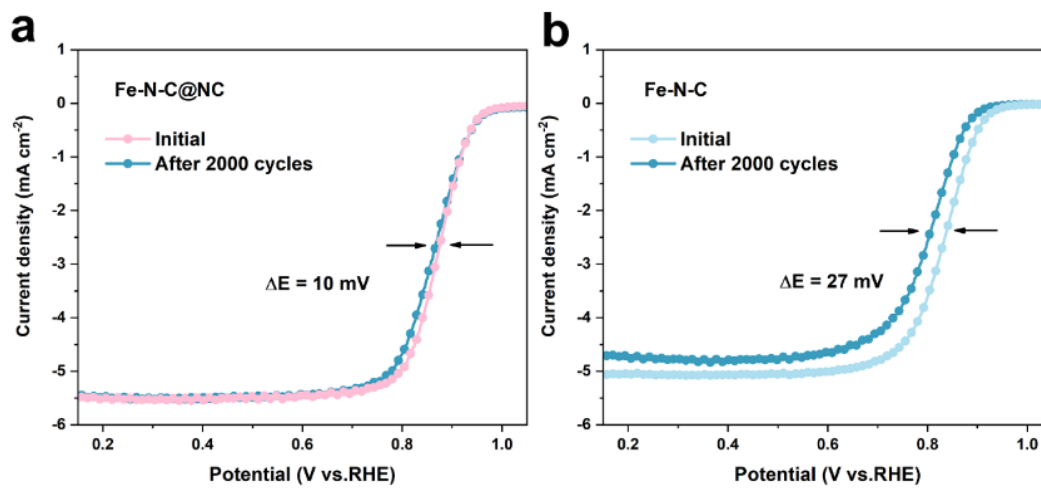 a
Fe-N-C@NC
Initial
After 2000 cycles
ΔE = 10 mV
1
0
-1
-2
-3
-4
-5
-6
Current density (mA cm⁻²)
0.2 0.4 0.6 0.8 1.0
Potential (V vs.RHE)
b
Fe-N-C
Initial
After 2000 cycles
ΔE = 27 mV
1
0
-1
-2
-3
-4
-5
-6
Current density (mA cm⁻²)
0.2 0.4 0.6 0.8 1.0
Potential (V vs.RHE)